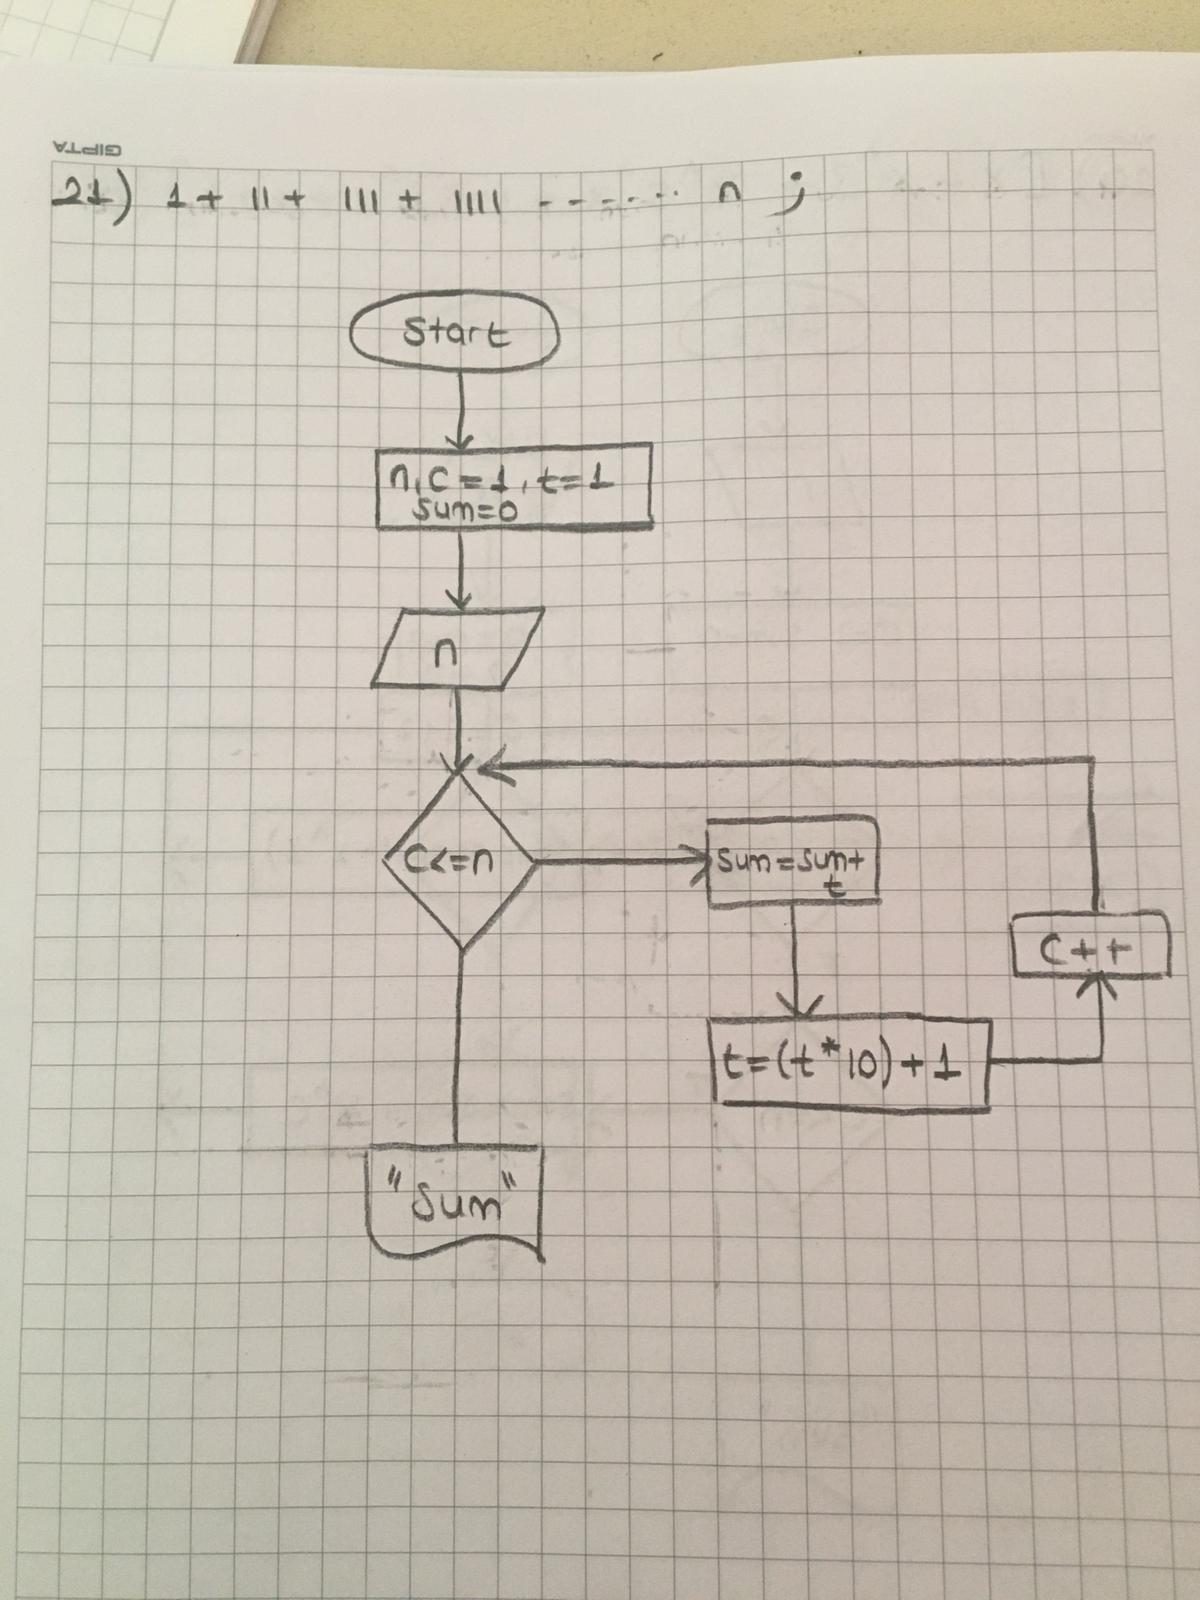 GIPTA
21) 1 + 11 + 111 + 1111 - - - - - - ... n ;
Start
n, c = 1, t = 1
sum=0
n
C<=n
sum=sum+
t
C++
t=(t*10)+1
"Sum"